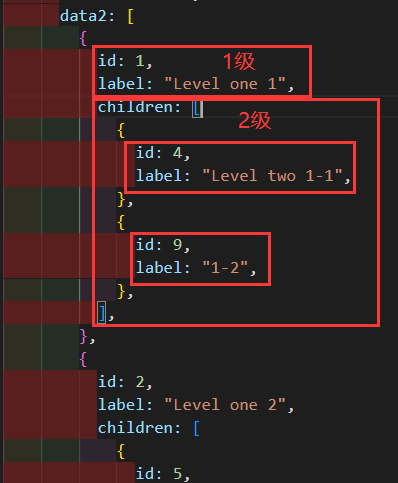 data2: [
{
id: 1, 1级
label: "Level one 1",
children: [ 2级
{
id: 4,
label: "Level two 1-1",
},
{
id: 9,
label: "1-2",
},
],
},
{
id: 2,
label: "Level one 2",
children: [
{
id: 5,